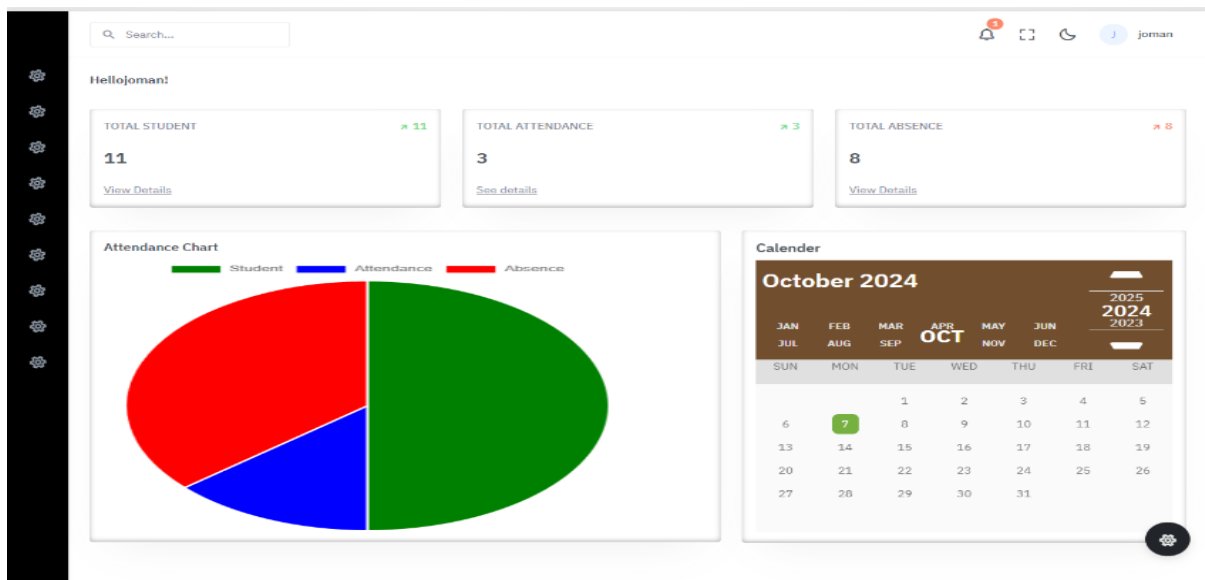 Search...
1
J
joman
Hellojoman!
TOTAL STUDENT
11
11
View Details
TOTAL ATTENDANCE
3
3
See details
TOTAL ABSENCE
8
8
View Details
Attendance Chart
Student Attendance Absence
Calender
October 2024
2025
2024
2023
JAN FEB MAR APR MAY JUN
OCT
JUL AUG SEP NOV DEC
SUN MON TUE WED THU FRI SAT
1 2 3 4 5
6 7 8 9 10 11 12
13 14 15 16 17 18 19
20 21 22 23 24 25 26
27 28 29 30 31